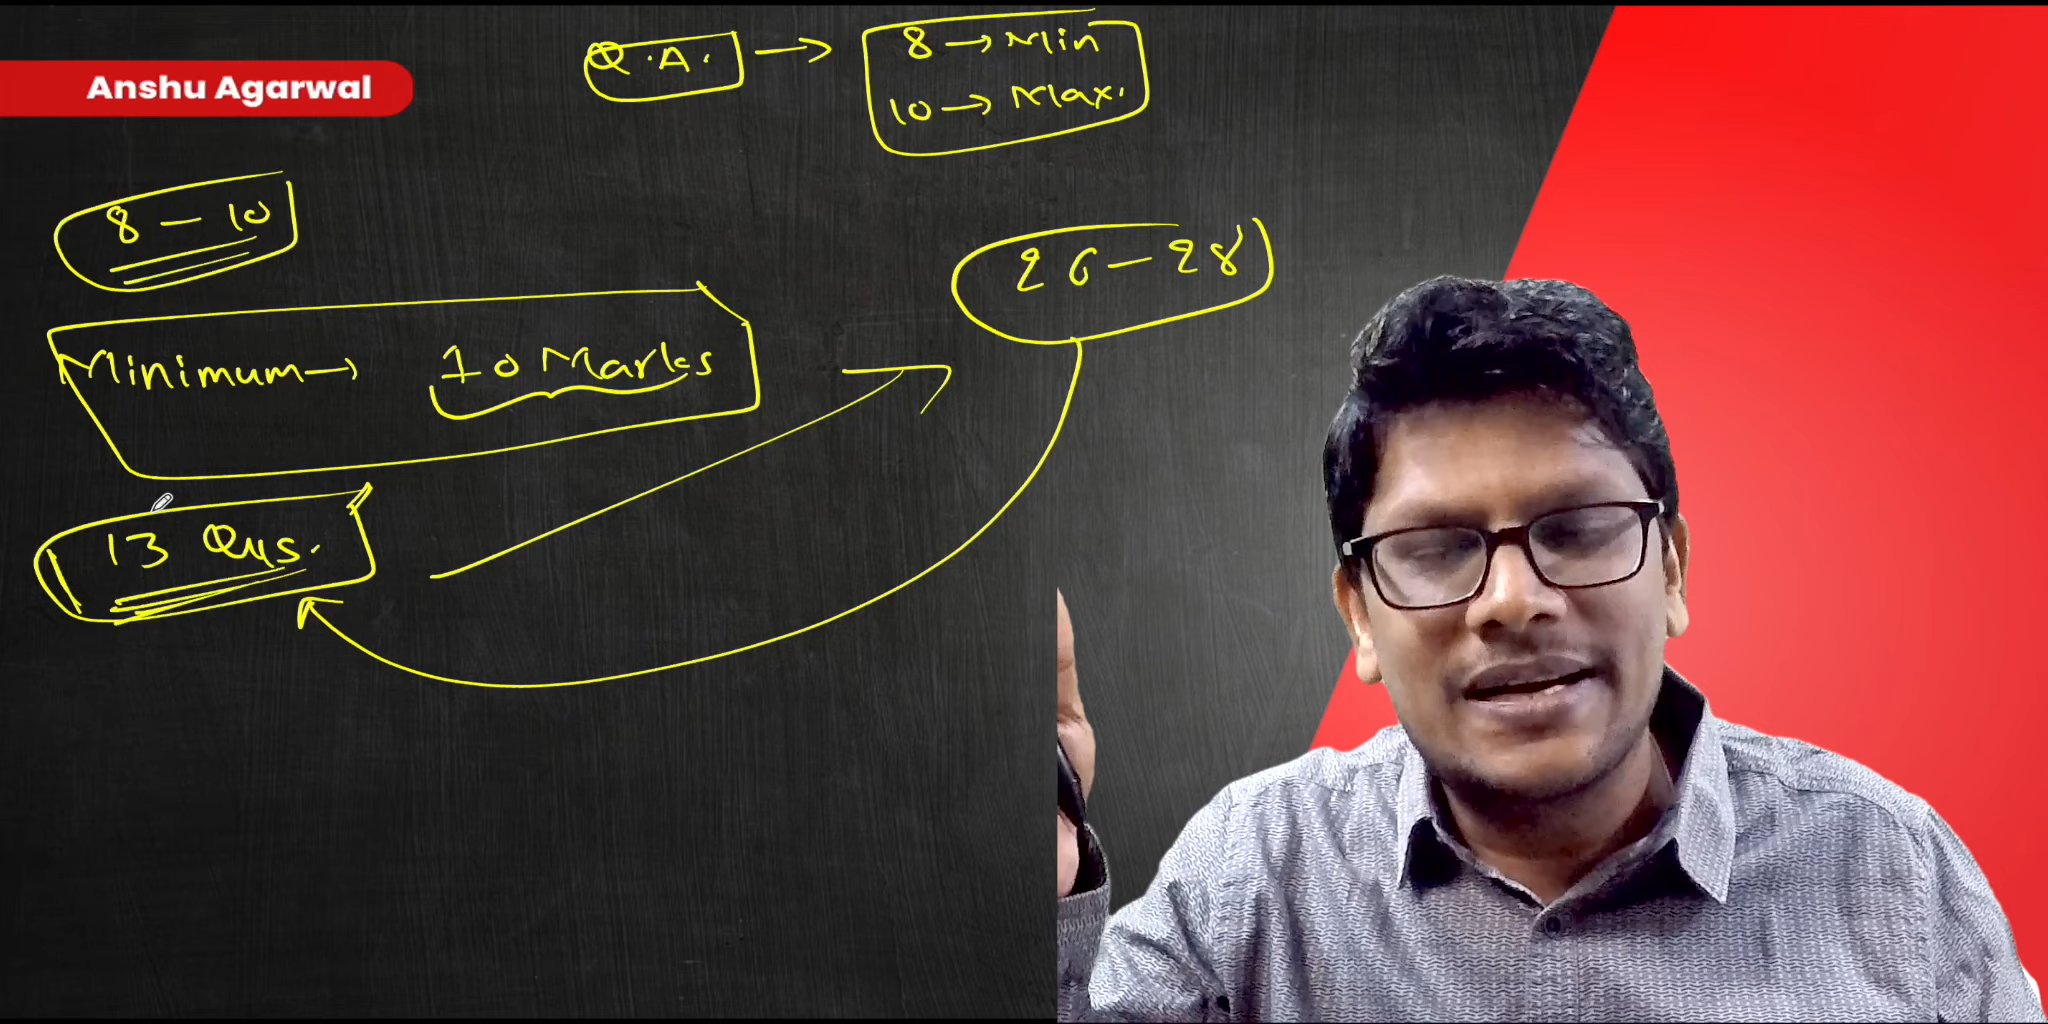 Q.A. → 8 → Min
10 → Max.
Anshu Agarwal
8 – 10
26 – 28
Minimum → 10 Marks
13 Qus.